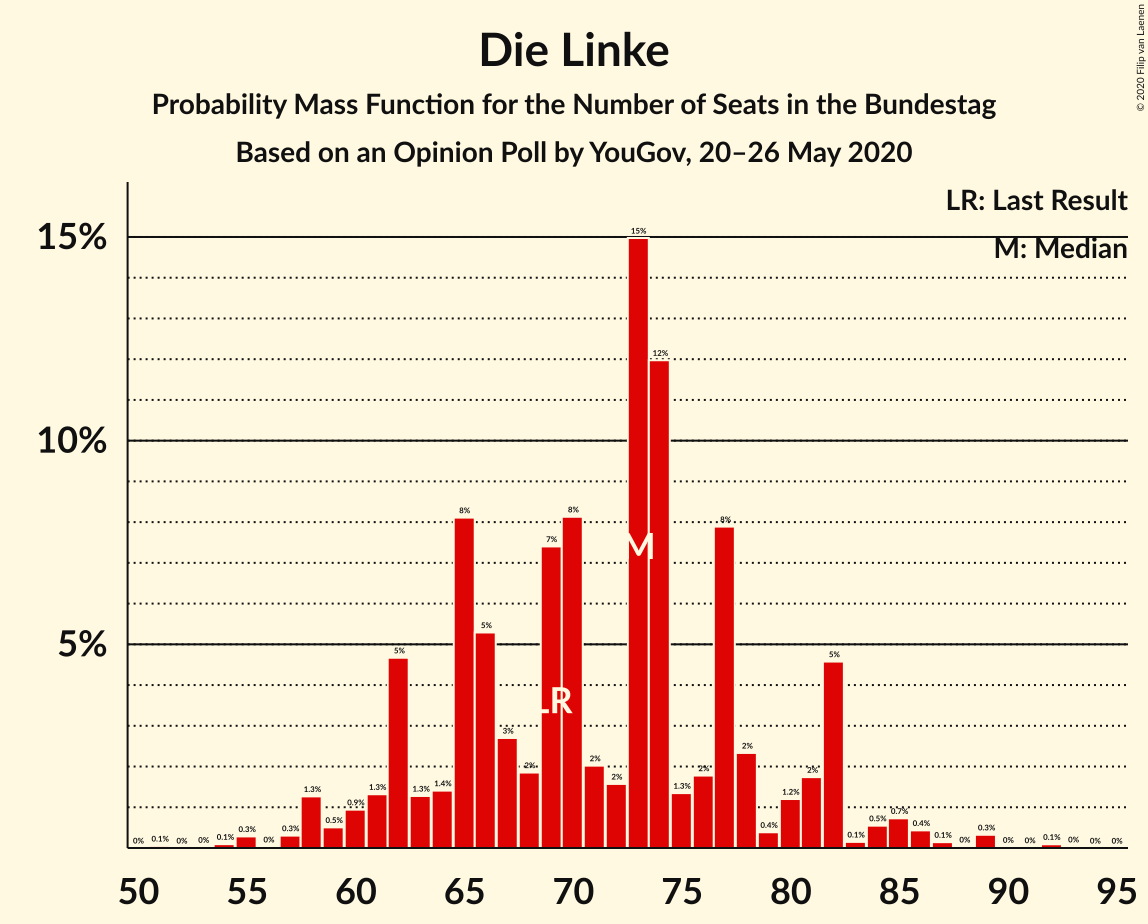 Die Linke
Probability Mass Function for the Number of Seats in the Bundestag
Based on an Opinion Poll by YouGov, 20–26 May 2020
© 2020 Filip van Laenen
LR: Last Result
M: Median
15%
10%
5%
0% 0.1% 0% 0% 0.1% 0.3% 0% 0.3% 1.3% 0.5% 0.9% 1.3% 5% 1.3% 1.4% 8% 5% 3% 2% 7% 8% 2% 2% 15% 12% 1.3% 2% 8% 2% 0.4% 1.2% 2% 5% 0.1% 0.5% 0.7% 0.4% 0.1% 0% 0.3% 0% 0% 0.1% 0% 0% 0%
M
LR
50 55 60 65 70 75 80 85 90 95